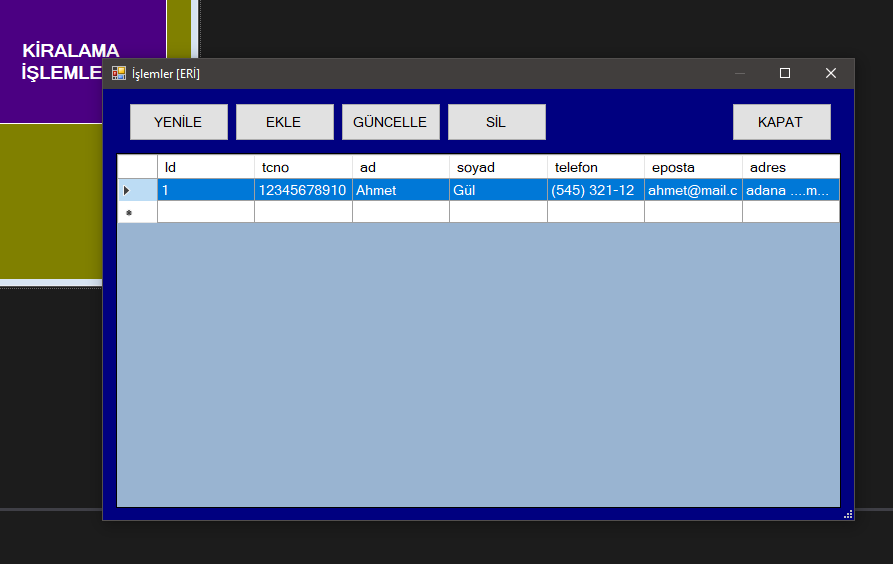 KİRALAMA
İŞLEMLE
İşlemler [ERİ]
YENİLE EKLE GÜNCELLE SİL KAPAT
Id tcno ad soyad telefon eposta adres
1 12345678910 Ahmet Gül (545) 321-12 ahmet@mail.c adana ....m...